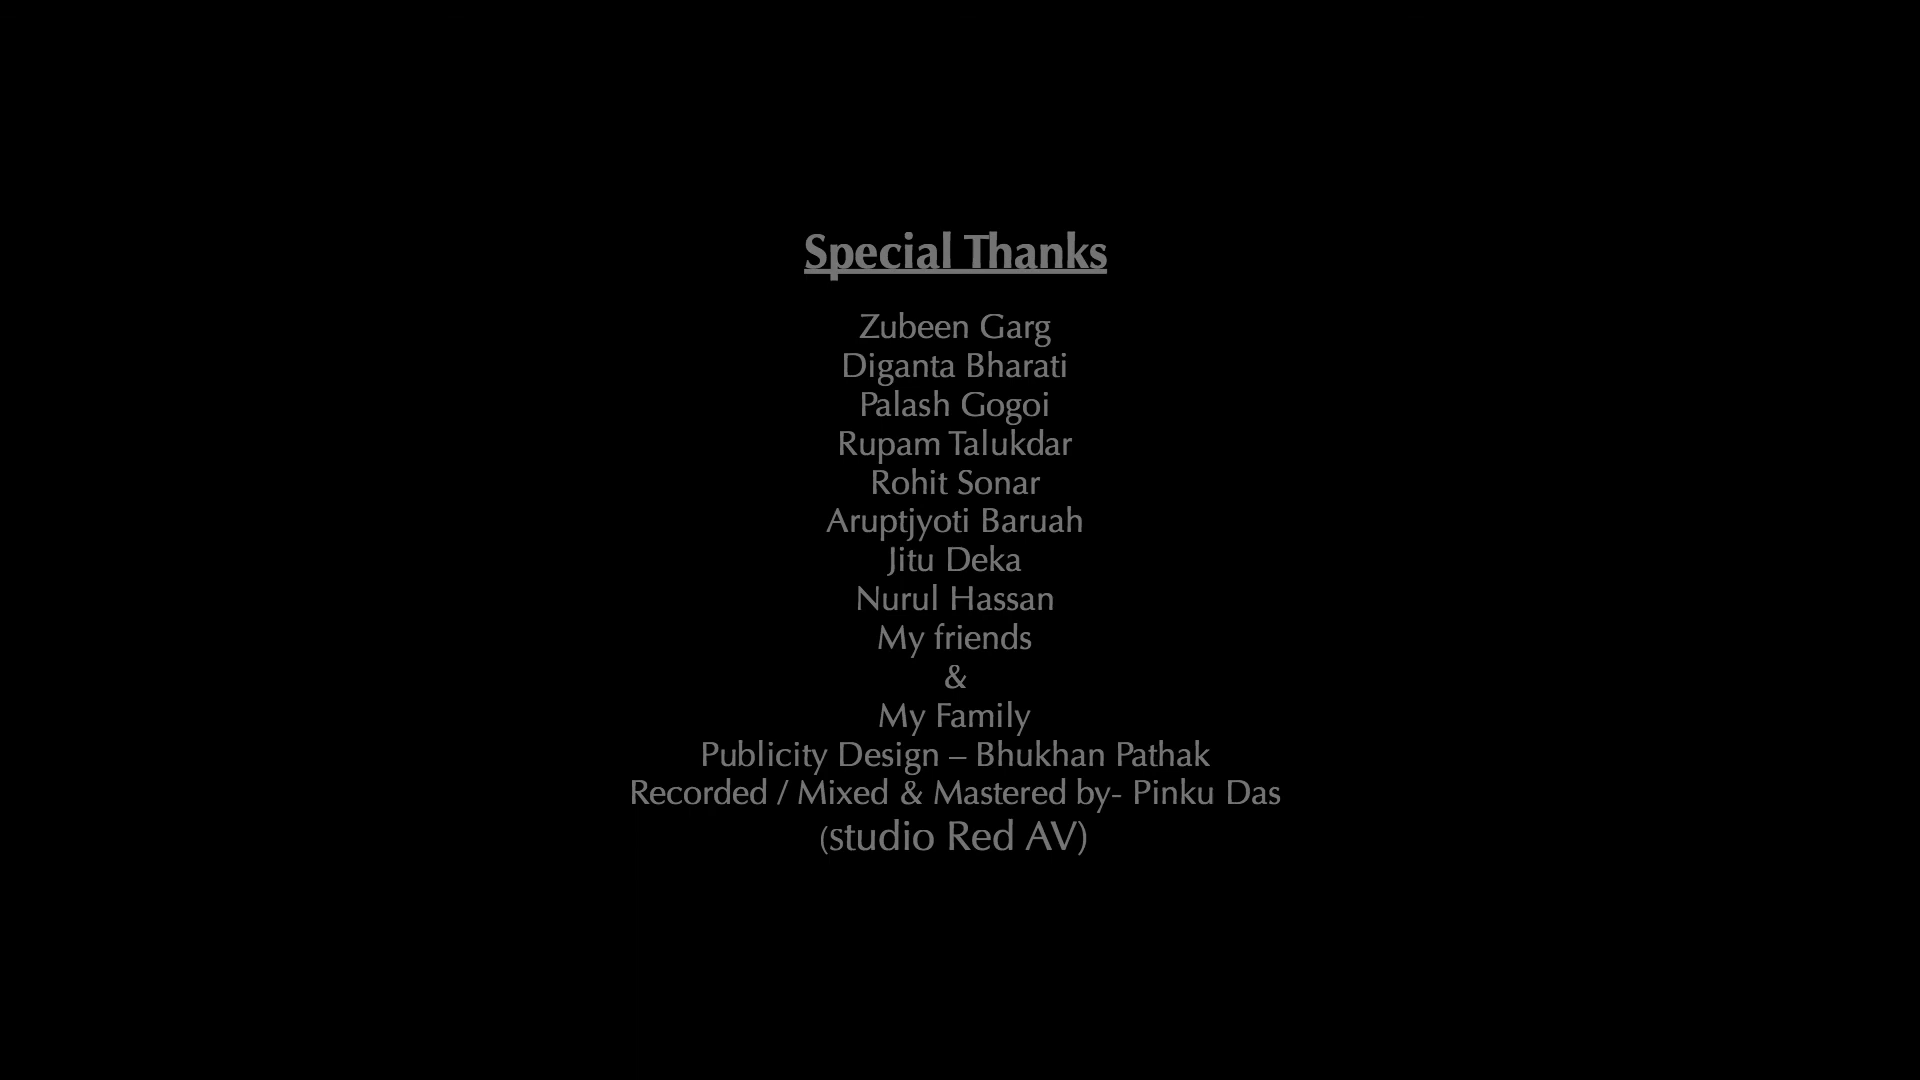 Special Thanks
Zubeen Garg
Diganta Bharati
Palash Gogoi
Rupam Talukdar
Rohit Sonar
Aruptjyoti Baruah
Jitu Deka
Nurul Hassan
My friends
&
My Family
Publicity Design – Bhukhan Pathak
Recorded / Mixed & Mastered by- Pinku Das
(studio Red AV)